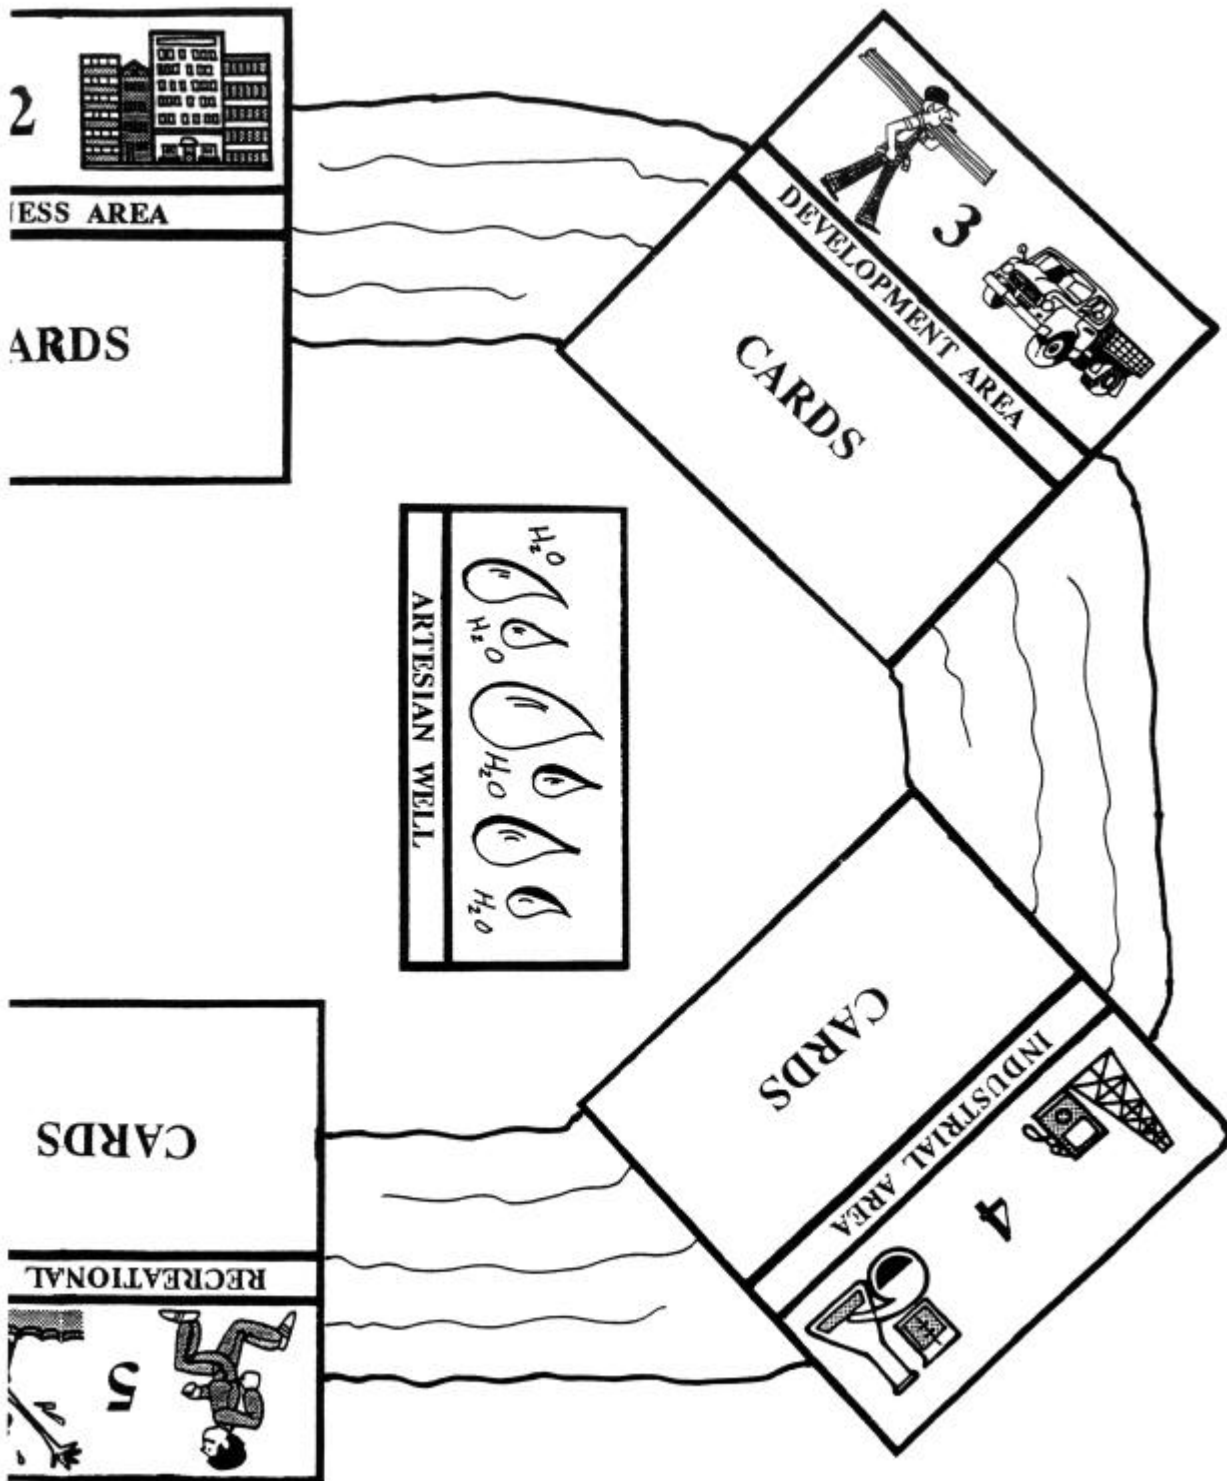 2
NESS AREA
ARDS
3
DEVELOPMENT AREA
CARDS
H₂O
H₂O
H₂O
H₂O
ARTESIAN WELL
CARDS
INDUSTRIAL AREA
4
CARDS
RECREATIONAL
5